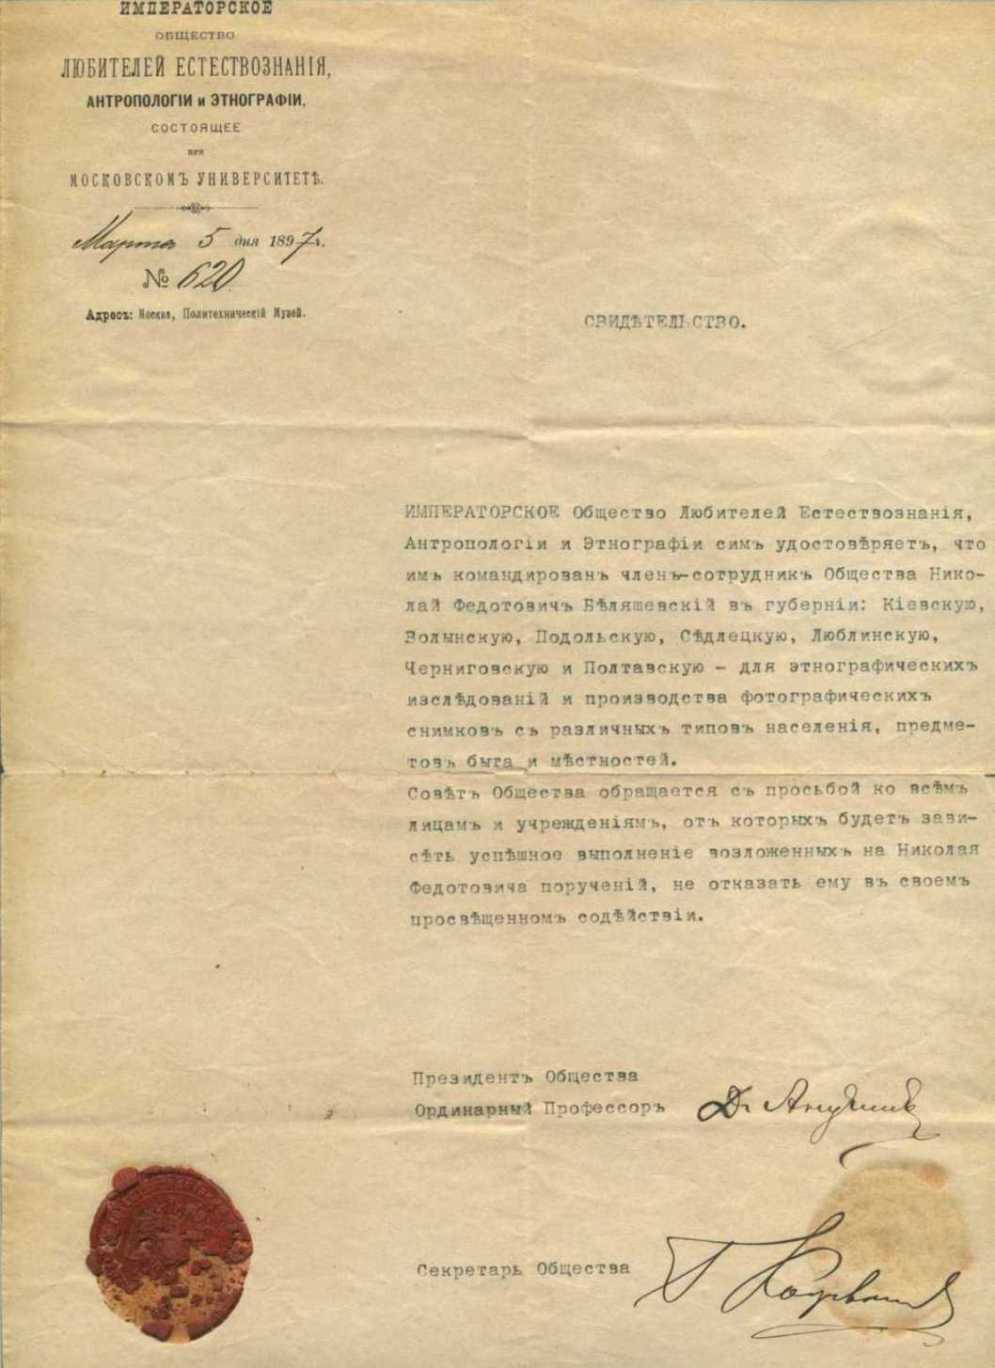 ИМПЕРАТОРСКОЕ
ОБЩЕСТВО
ЛЮБИТЕЛЕЙ ЕСТЕСТВОЗНАНІЯ,
АНТРОПОЛОГІИ и ЭТНОГРАФІИ,
СОСТОЯЩЕЕ
ПРИ
МОСКОВСКОМЪ УНИВЕРСИТЕТѢ.
Марта 5 дня 1897 г.
№ 620
Адресъ: Москва, Политехническій Музей.
СВИДѢТЕЛЬСТВО.
ИМПЕРАТОРСКОЕ Общество Любителей Естествознанія,
Антропологіи и Этнографіи симъ удостовѣряетъ, что
имъ командированъ членъ-сотрудникъ Общества Нико-
лай Федотовичъ Бѣляшевскій въ губерніи: Кіевскую,
Волынскую, Подольскую, Сѣдлецкую, Люблинскую,
Черниговскую и Полтавскую - для этнографическихъ
изслѣдованій и производства фотографическихъ
снимковъ съ различныхъ типовъ населенія, предме-
товъ быта и мѣстностей.
Совѣтъ Общества обращается съ просьбой ко всѣмъ
лицамъ и учрежденіямъ, отъ которыхъ будетъ зави-
сѣть успѣшное выполненіе возложенныхъ на Николая
Федотовича порученій, не отказать ему въ своемъ
просвѣщенномъ содѣйствіи.
Президентъ Общества
Ординарный Профессоръ Д. Анучинъ
Секретарь Общества